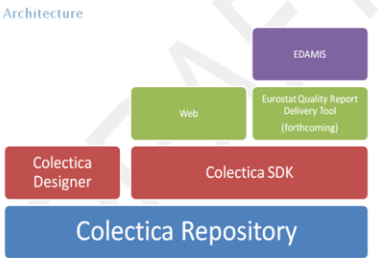 Architecture
EDAMIS
Web
Eurostat Quality Report
Delivery Tool
(forthcoming)
Colectica
Designer
Colectica SDK
Colectica Repository